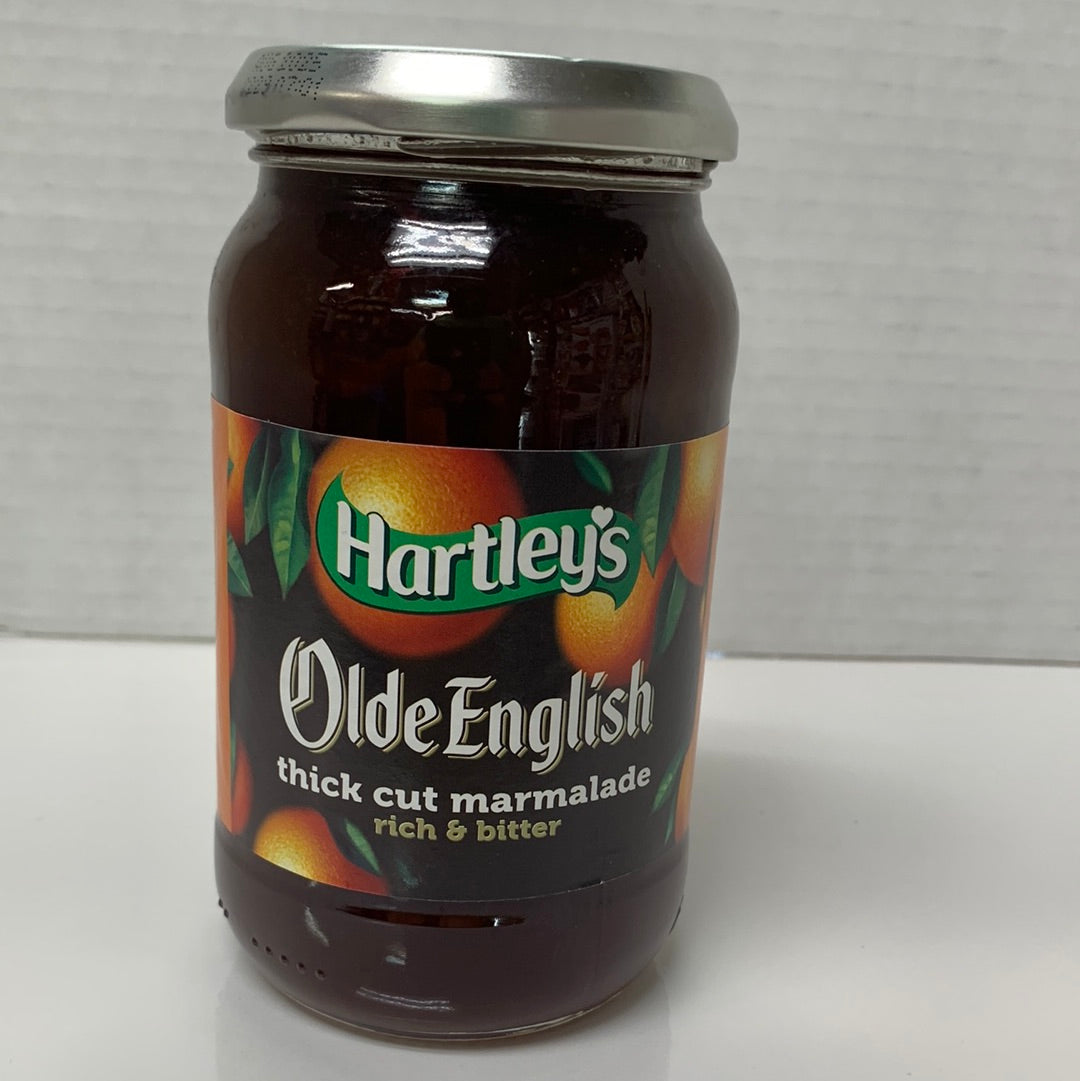 Hartley's
Olde English
thick cut marmalade
rich & bitter